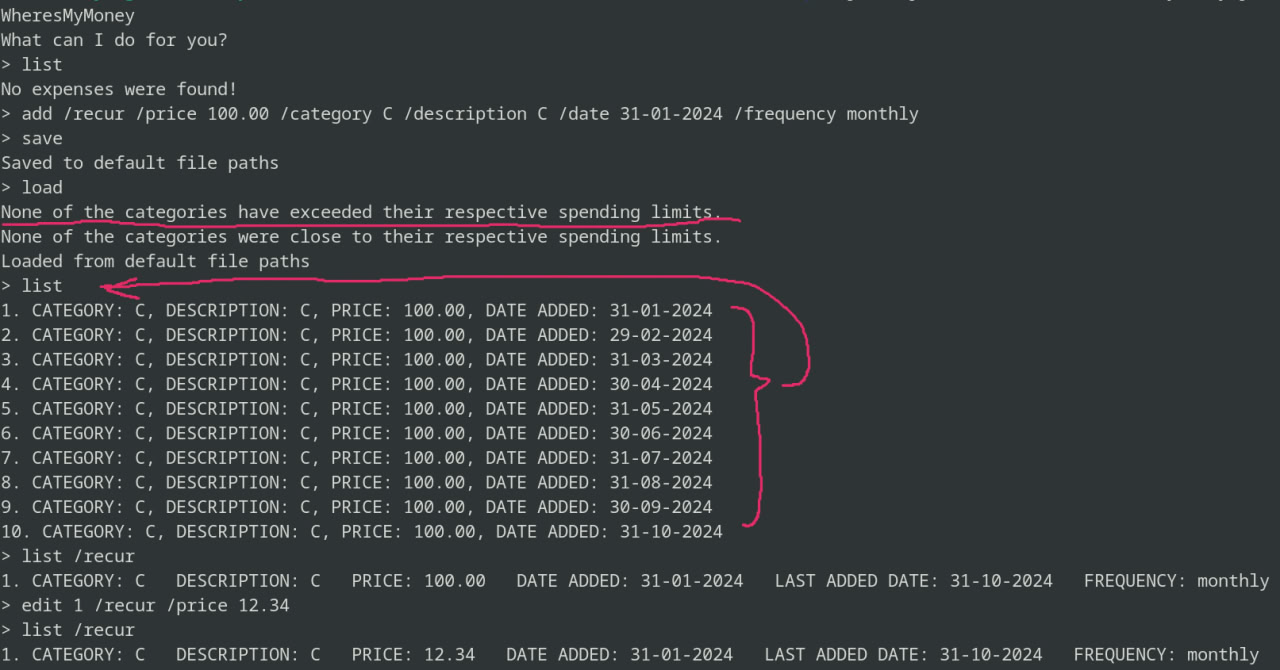 WheresMyMoney
What can I do for you?
> list
No expenses were found!
> add /recur /price 100.00 /category C /description C /date 31-01-2024 /frequency monthly
> save
Saved to default file paths
> load
None of the categories have exceeded their respective spending limits.
None of the categories were close to their respective spending limits.
Loaded from default file paths
> list
1. CATEGORY: C, DESCRIPTION: C, PRICE: 100.00, DATE ADDED: 31-01-2024
2. CATEGORY: C, DESCRIPTION: C, PRICE: 100.00, DATE ADDED: 29-02-2024
3. CATEGORY: C, DESCRIPTION: C, PRICE: 100.00, DATE ADDED: 31-03-2024
4. CATEGORY: C, DESCRIPTION: C, PRICE: 100.00, DATE ADDED: 30-04-2024
5. CATEGORY: C, DESCRIPTION: C, PRICE: 100.00, DATE ADDED: 31-05-2024
6. CATEGORY: C, DESCRIPTION: C, PRICE: 100.00, DATE ADDED: 30-06-2024
7. CATEGORY: C, DESCRIPTION: C, PRICE: 100.00, DATE ADDED: 31-07-2024
8. CATEGORY: C, DESCRIPTION: C, PRICE: 100.00, DATE ADDED: 31-08-2024
9. CATEGORY: C, DESCRIPTION: C, PRICE: 100.00, DATE ADDED: 30-09-2024
10. CATEGORY: C, DESCRIPTION: C, PRICE: 100.00, DATE ADDED: 31-10-2024
> list /recur
1. CATEGORY: C   DESCRIPTION: C   PRICE: 100.00   DATE ADDED: 31-01-2024   LAST ADDED DATE: 31-10-2024   FREQUENCY: monthly
> edit 1 /recur /price 12.34
> list /recur
1. CATEGORY: C   DESCRIPTION: C   PRICE: 12.34   DATE ADDED: 31-01-2024   LAST ADDED DATE: 31-10-2024   FREQUENCY: monthly